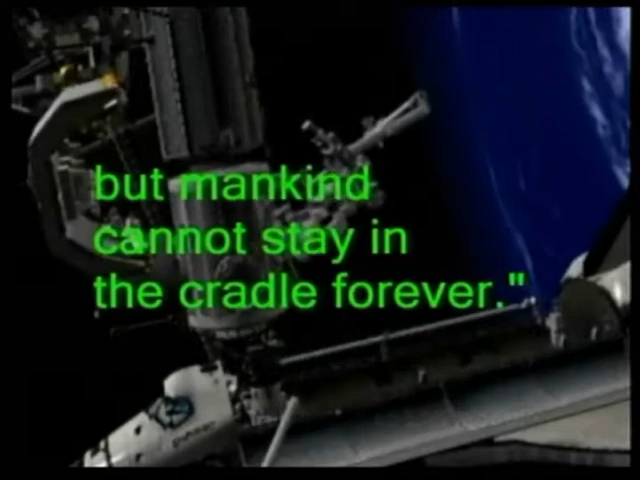 but mankind
cannot stay in
the cradle forever."